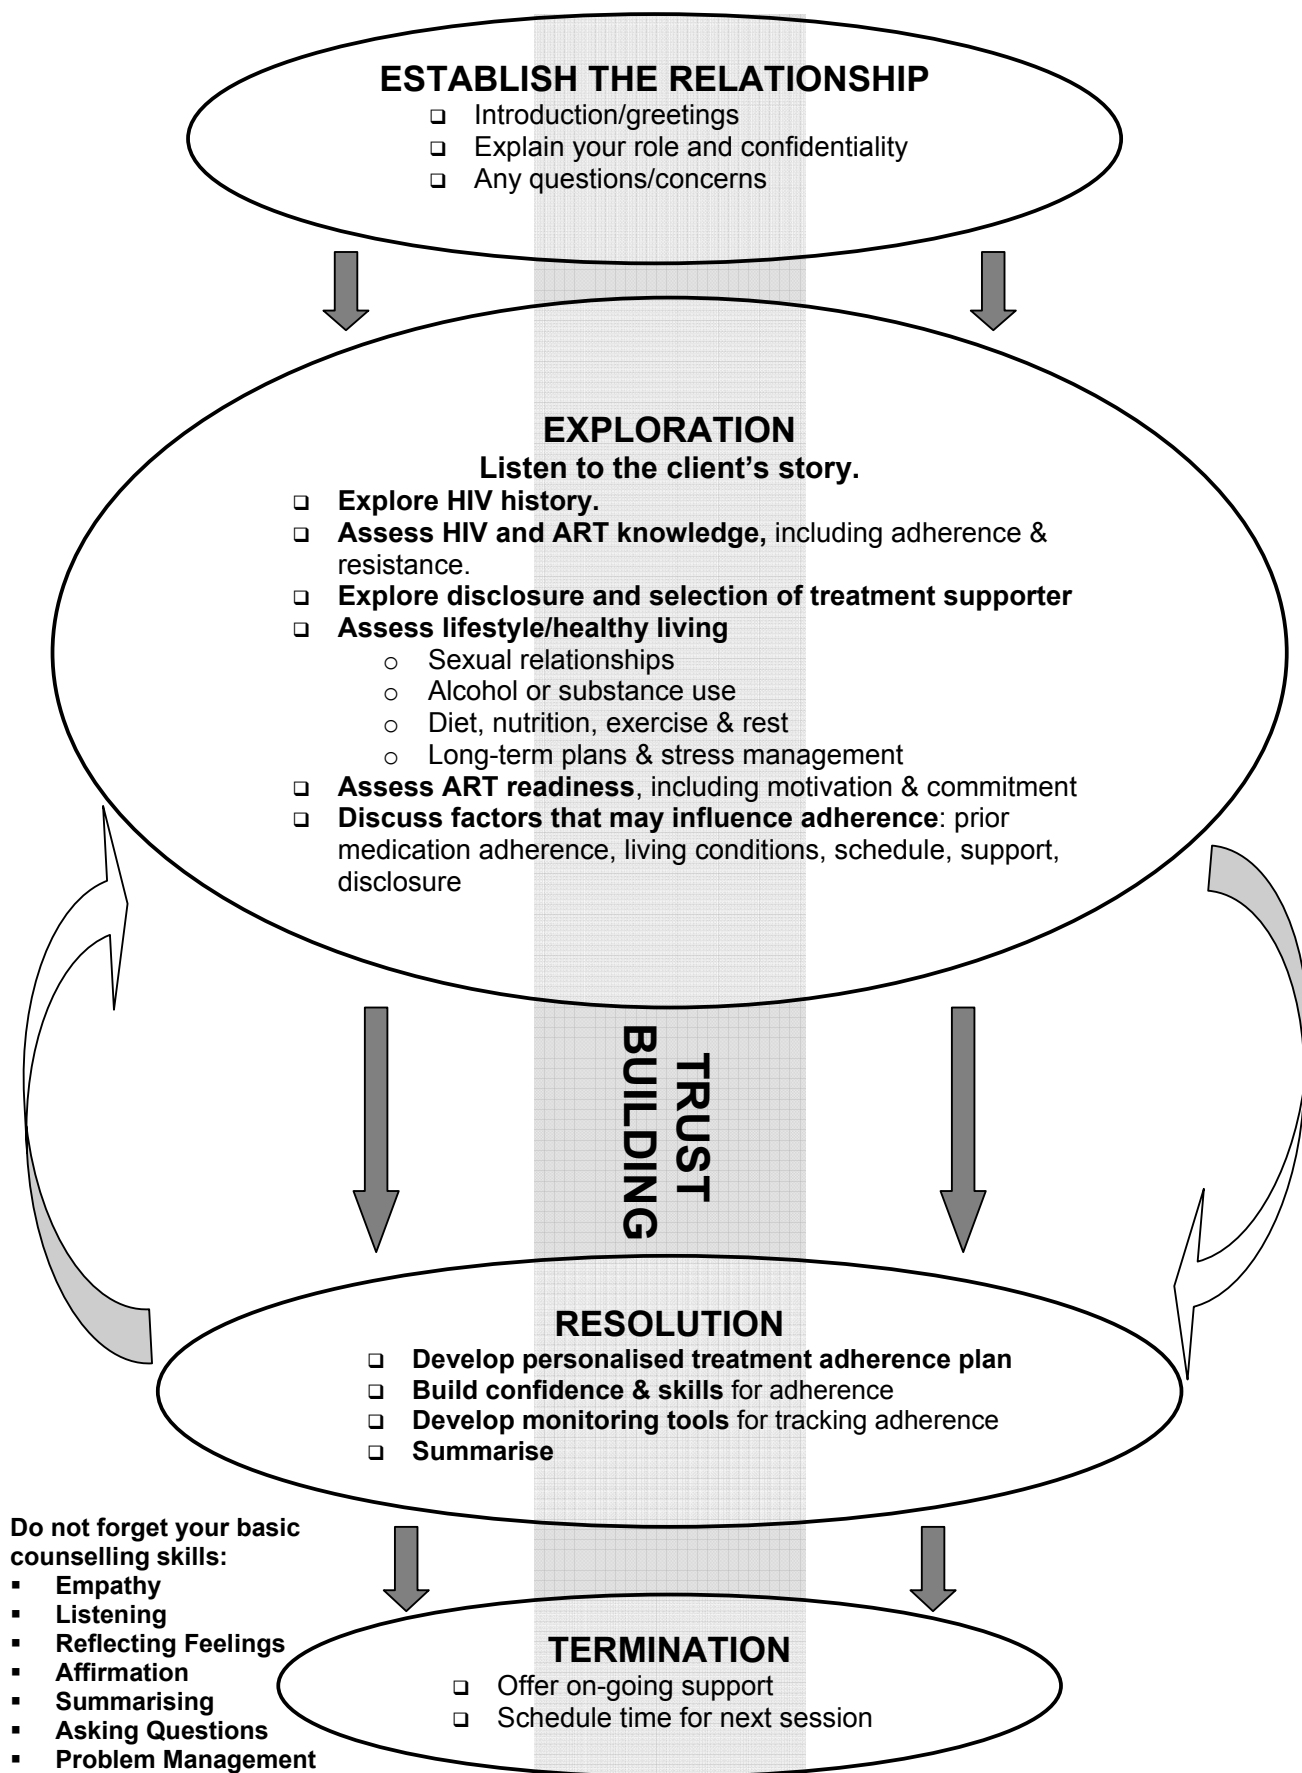 ESTABLISH THE RELATIONSHIP
❑ Introduction/greetings
❑ Explain your role and confidentiality
❑ Any questions/concerns
EXPLORATION
Listen to the client's story.
❑ Explore HIV history.
❑ Assess HIV and ART knowledge, including adherence &
resistance.
❑ Explore disclosure and selection of treatment supporter
❑ Assess lifestyle/healthy living
o Sexual relationships
o Alcohol or substance use
o Diet, nutrition, exercise & rest
o Long-term plans & stress management
❑ Assess ART readiness, including motivation & commitment
❑ Discuss factors that may influence adherence: prior
medication adherence, living conditions, schedule, support,
disclosure
TRUST
BUILDING
RESOLUTION
❑ Develop personalised treatment adherence plan
❑ Build confidence & skills for adherence
❑ Develop monitoring tools for tracking adherence
❑ Summarise
Do not forget your basic
counselling skills:
▪ Empathy
▪ Listening
▪ Reflecting Feelings
▪ Affirmation
▪ Summarising
▪ Asking Questions
▪ Problem Management
TERMINATION
❑ Offer on-going support
❑ Schedule time for next session